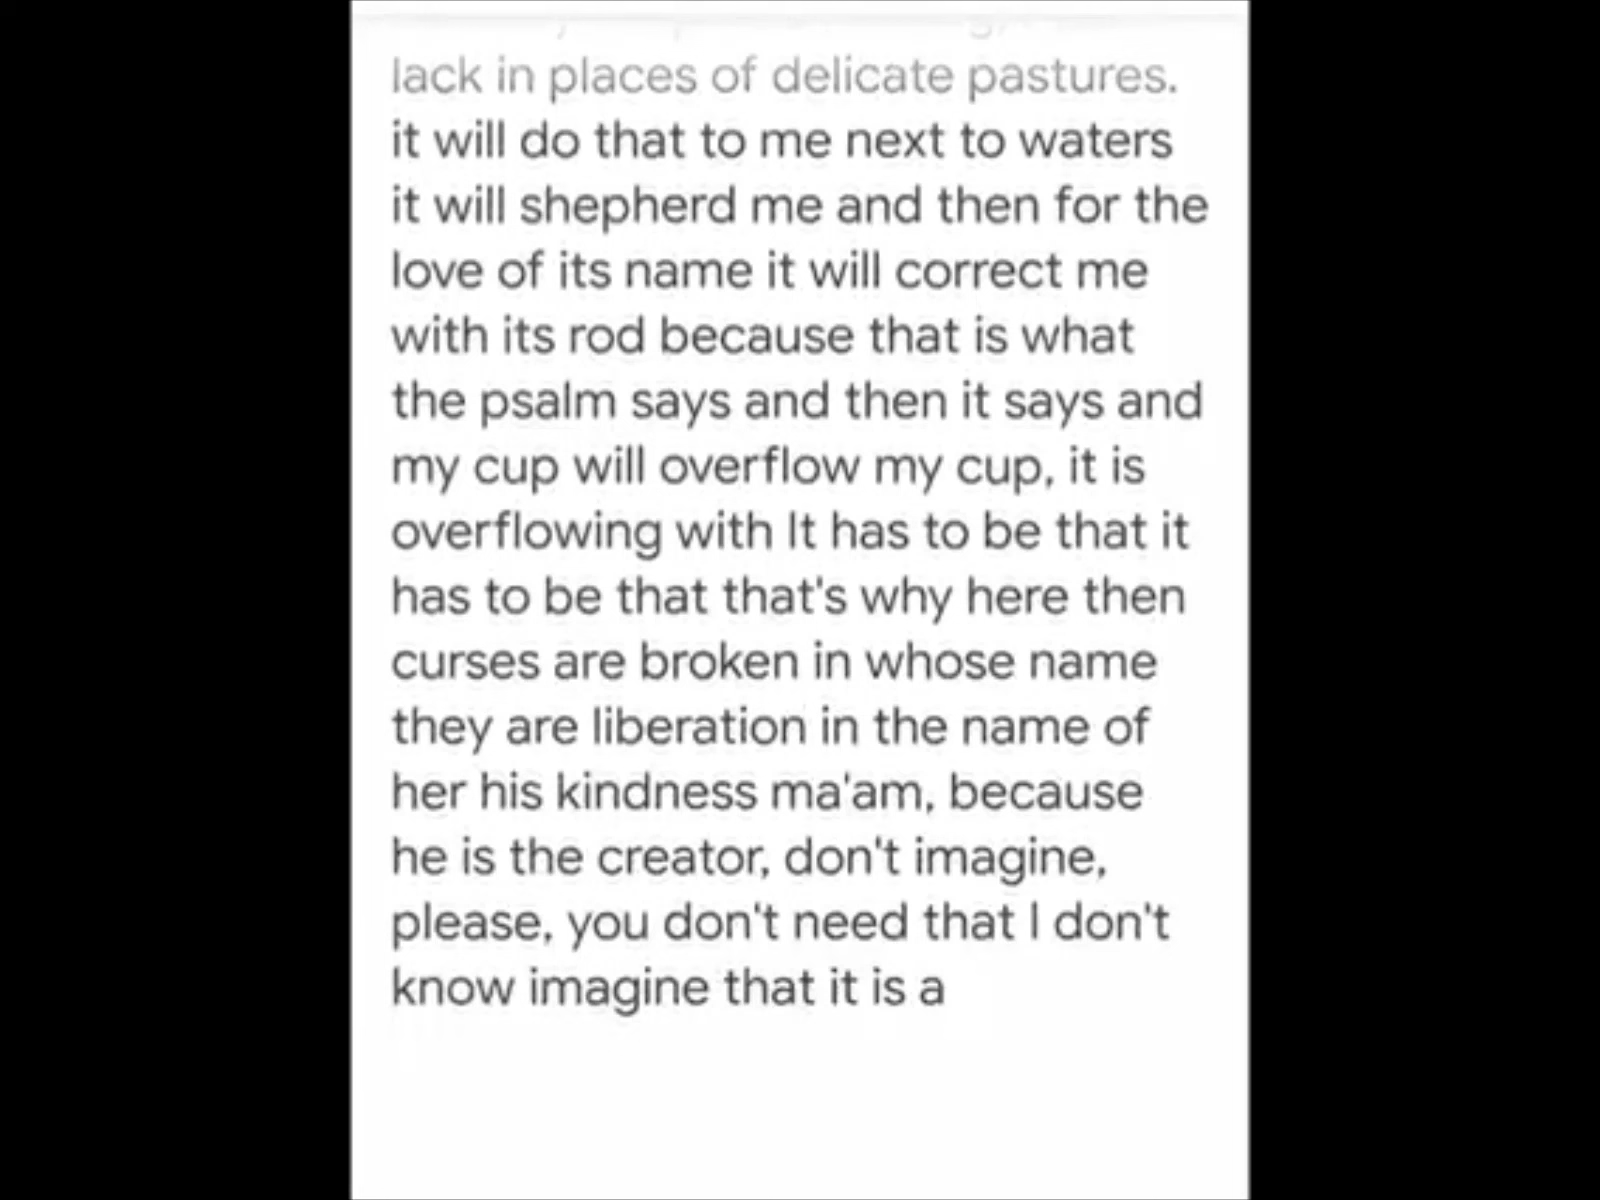 lack in places of delicate pastures.
it will do that to me next to waters
it will shepherd me and then for the
love of its name it will correct me
with its rod because that is what
the psalm says and then it says and
my cup will overflow my cup, it is
overflowing with It has to be that it
has to be that that's why here then
curses are broken in whose name
they are liberation in the name of
her his kindness ma'am, because
he is the creator, don't imagine,
please, you don't need that I don't
know imagine that it is a